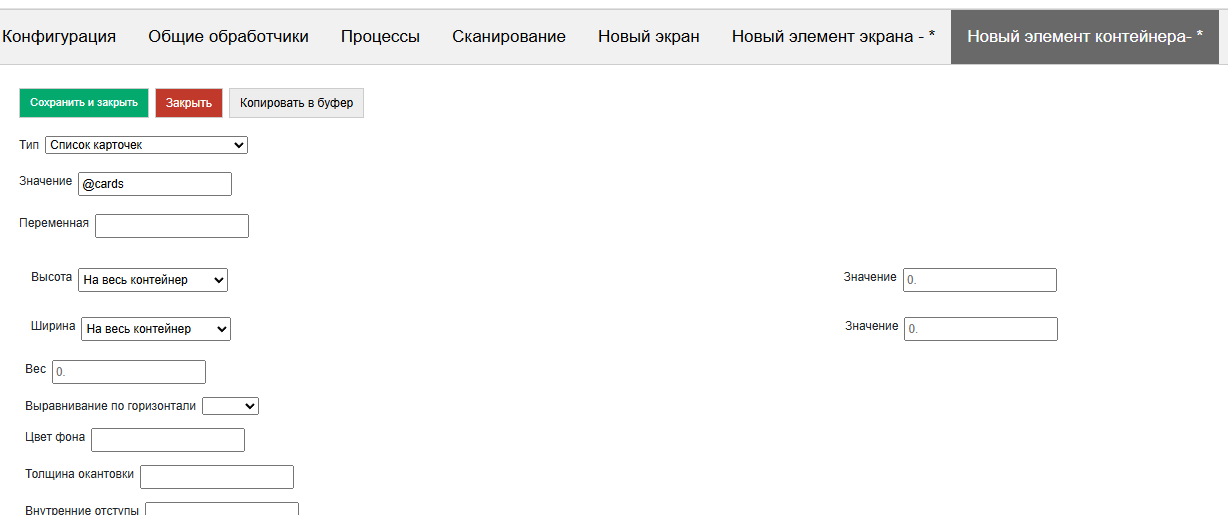 Конфигурация Общие обработчики Процессы Сканирование Новый экран Новый элемент экрана - * Новый элемент контейнера- *
Сохранить и закрыть Закрыть Копировать в буфер
Тип Список карточек
Значение @cards
Переменная
Высота На весь контейнер Значение 0.
Ширина На весь контейнер Значение 0.
Вес 0.
Выравнивание по горизонтали
Цвет фона
Толщина окантовки
Внутренние отступы